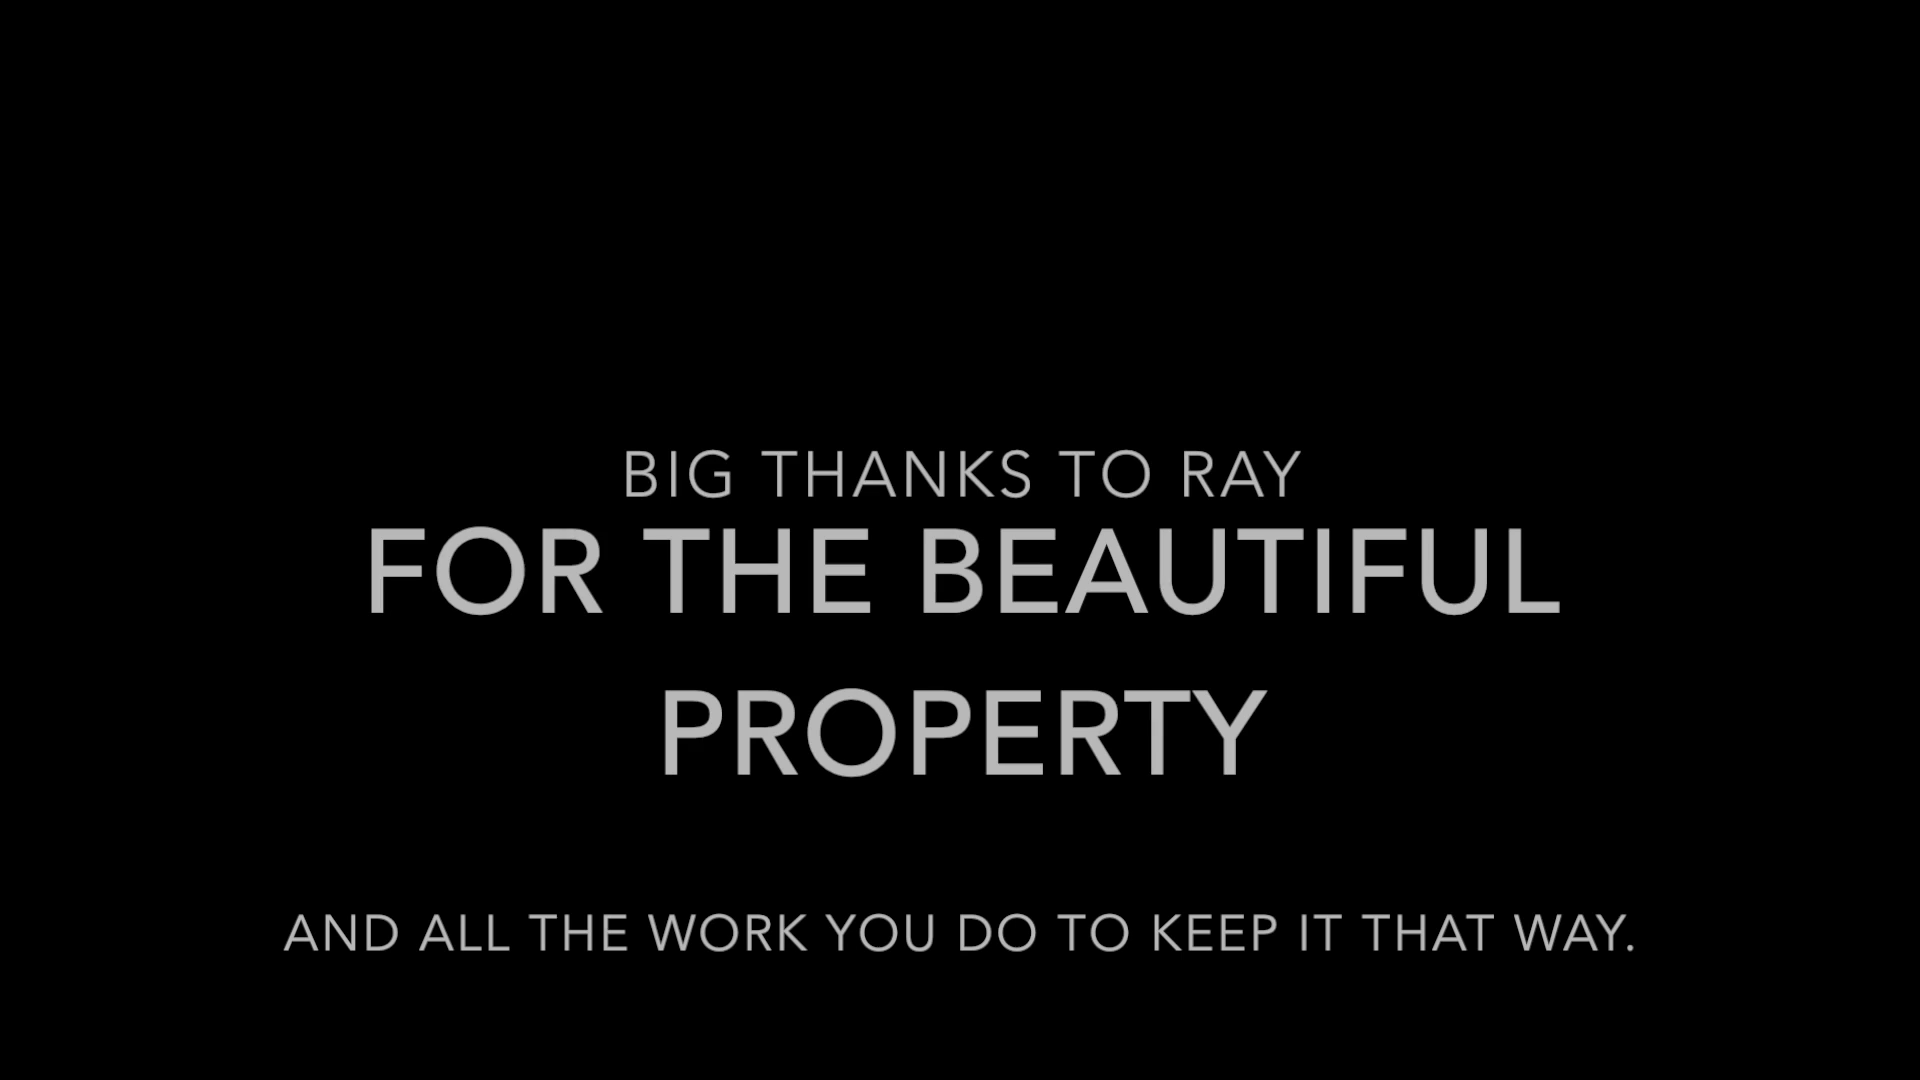 BIG THANKS TO RAY
FOR THE BEAUTIFUL
PROPERTY
AND ALL THE WORK YOU DO TO KEEP IT THAT WAY.